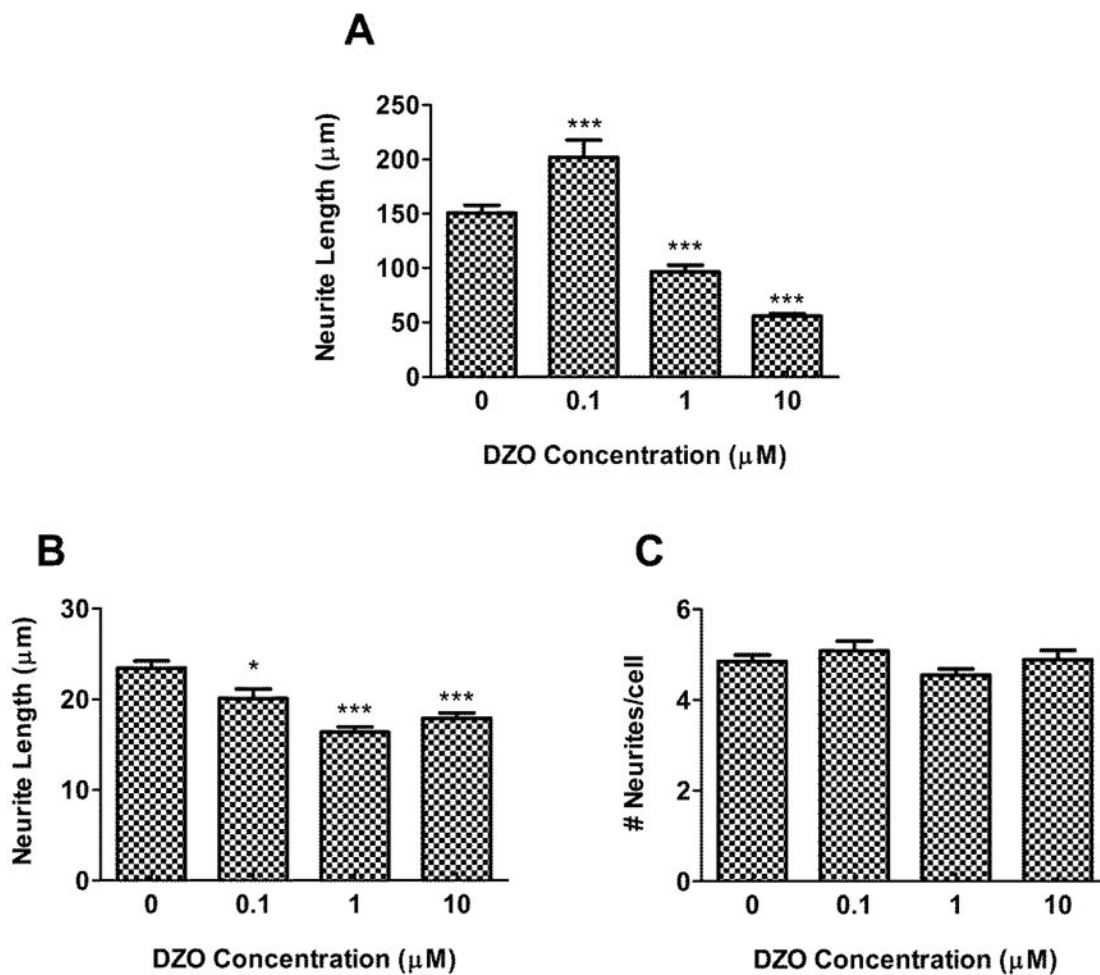 A
Neurite Length (μm)
250
200
150
100
50
0
***
***
***
0 0.1 1 10
DZO Concentration (μM)
B
Neurite Length (μm)
30
20
10
0
*
***
***
0 0.1 1 10
DZO Concentration (μM)
C
# Neurites/cell
6
4
2
0
0 0.1 1 10
DZO Concentration (μM)